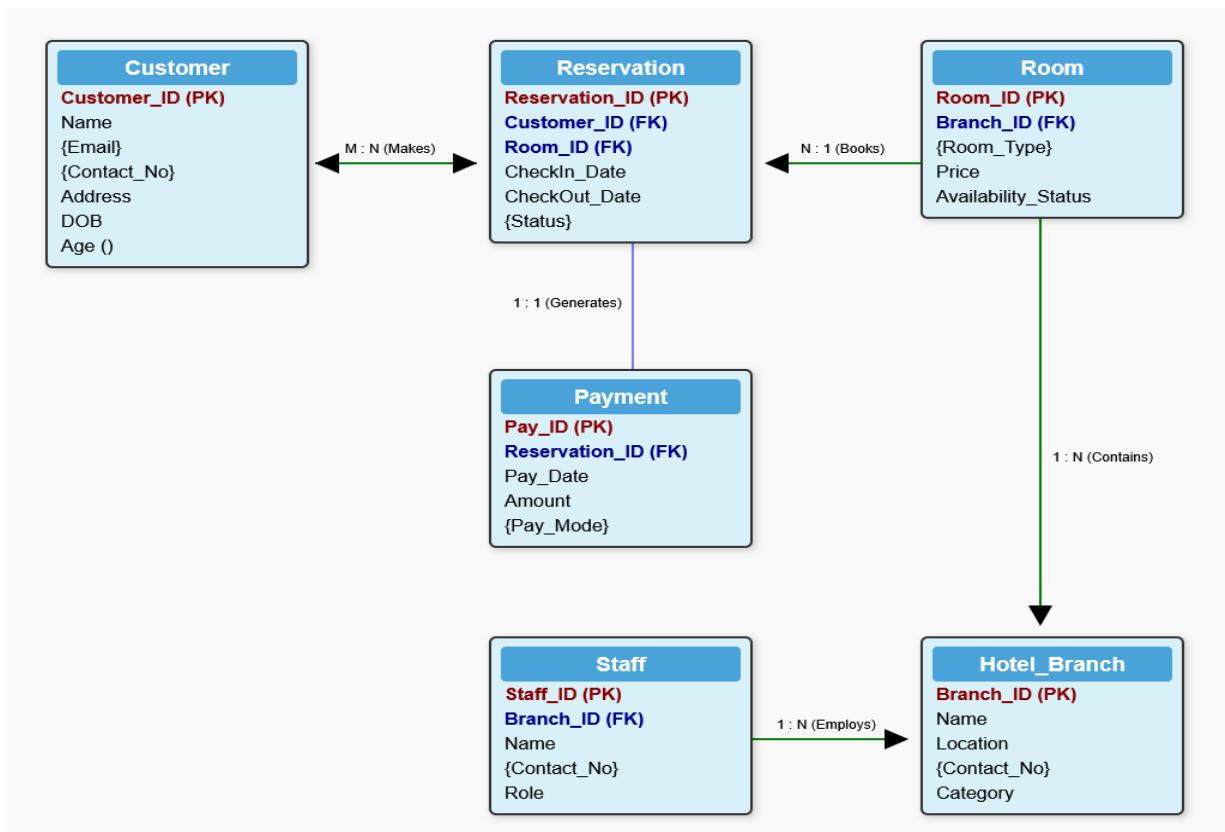 Customer
Customer_ID (PK)
Name
{Email}
{Contact_No}
Address
DOB
Age ()
M : N (Makes)
Reservation
Reservation_ID (PK)
Customer_ID (FK)
Room_ID (FK)
CheckIn_Date
CheckOut_Date
{Status}
N : 1 (Books)
Room
Room_ID (PK)
Branch_ID (FK)
{Room_Type}
Price
Availability_Status
1 : 1 (Generates)
Payment
Pay_ID (PK)
Reservation_ID (FK)
Pay_Date
Amount
{Pay_Mode}
1 : N (Contains)
Staff
Staff_ID (PK)
Branch_ID (FK)
Name
{Contact_No}
Role
1 : N (Employs)
Hotel_Branch
Branch_ID (PK)
Name
Location
{Contact_No}
Category